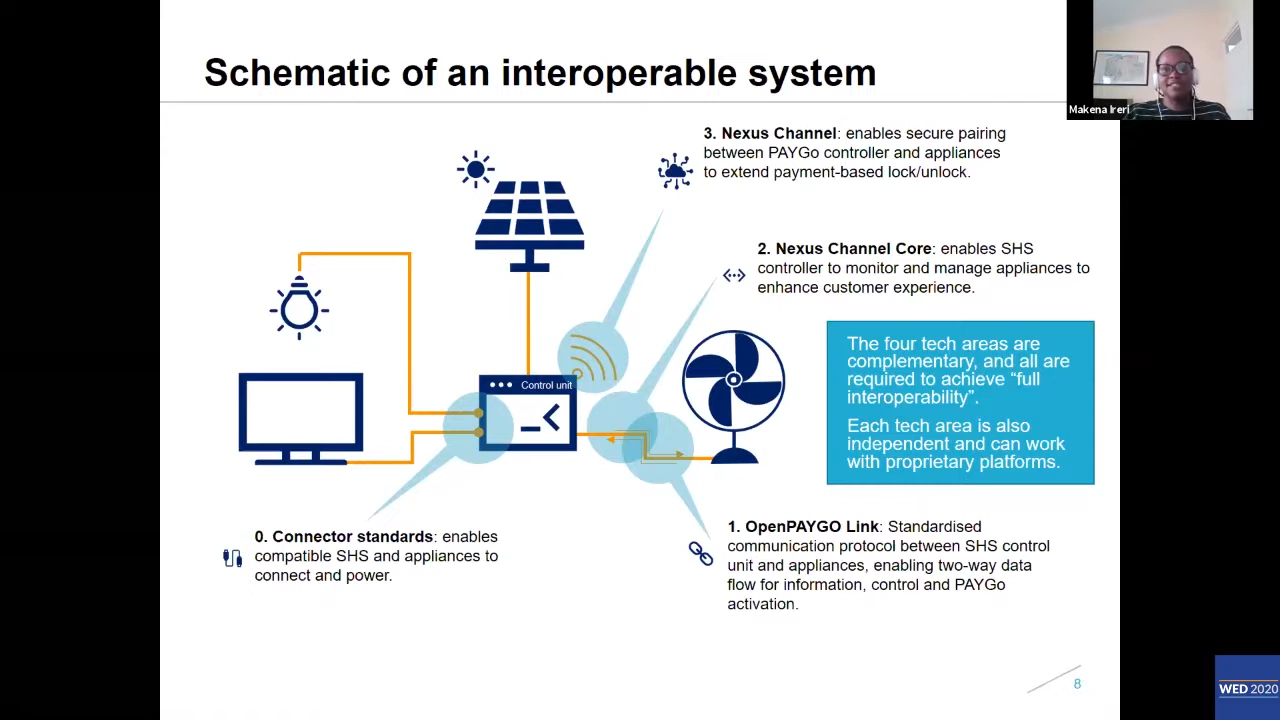 Schematic of an interoperable system
Makena Ireri
3. Nexus Channel: enables secure pairing
between PAYGo controller and appliances
to extend payment-based lock/unlock.
2. Nexus Channel Core: enables SHS
controller to monitor and manage appliances to
enhance customer experience.
The four tech areas are
complementary, and all are
required to achieve “full
interoperability”.
Each tech area is also
independent and can work
with proprietary platforms.
Control unit
0. Connector standards: enables
compatible SHS and appliances to
connect and power.
1. OpenPAYGO Link: Standardised
communication protocol between SHS control
unit and appliances, enabling two-way data
flow for information, control and PAYGo
activation.
8
WED 2020